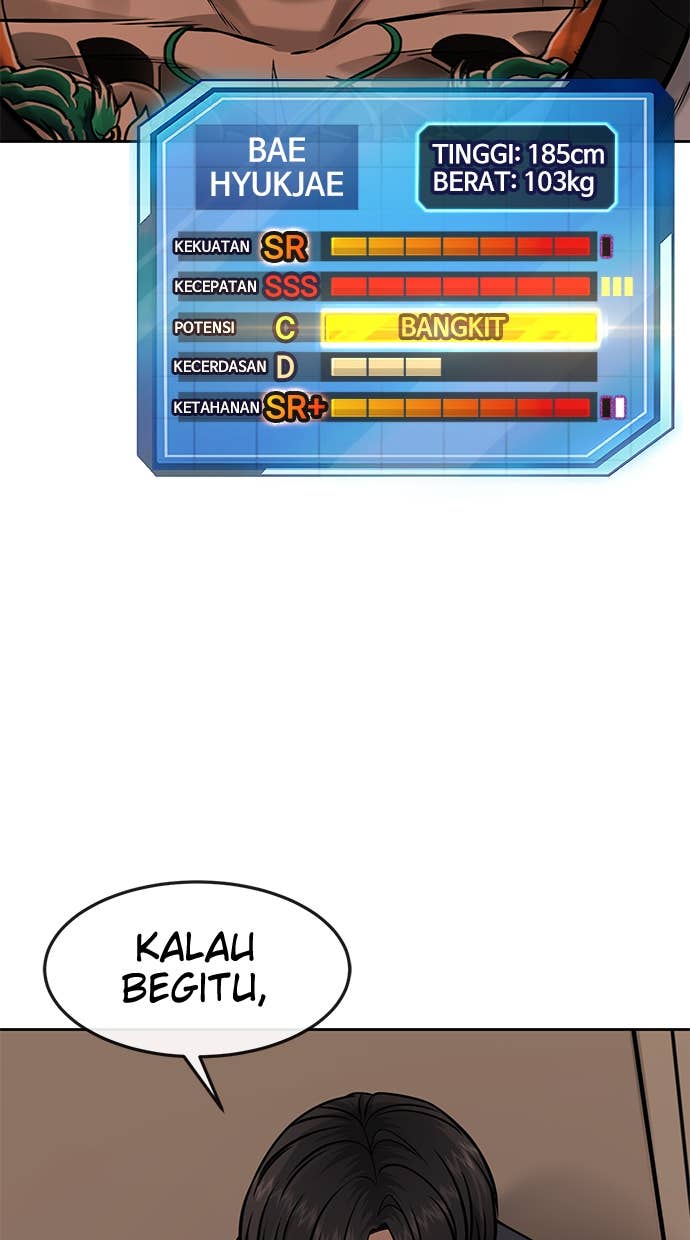 BAE
HYUKJAE
TINGGI: 185cm
BERAT: 103kg
KEKUATAN SR
KECEPATAN SSS
POTENSI C BANGKIT
KECERDASAN D
KETAHANAN SR+
KALAU
BEGITU,